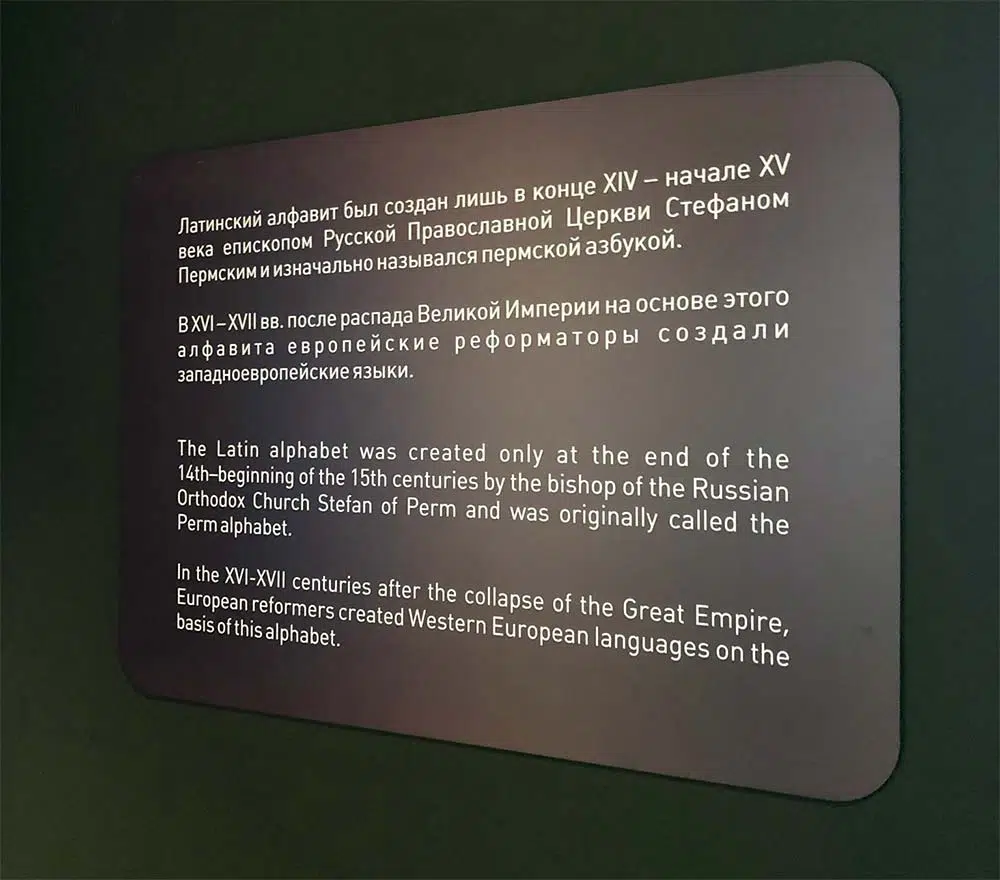 Латинский алфавит был создан лишь в конце XIV – начале XV
века епископом Русской Православной Церкви Стефаном
Пермским и изначально назывался пермской азбукой.
В XVI – XVII вв. после распада Великой Империи на основе этого
алфавита европейские реформаторы создали
западноевропейские языки.
The Latin alphabet was created only at the end of the
14th–beginning of the 15th centuries by the bishop of the Russian
Orthodox Church Stefan of Perm and was originally called the
Perm alphabet.
In the XVI-XVII centuries after the collapse of the Great Empire,
European reformers created Western European languages on the
basis of this alphabet.